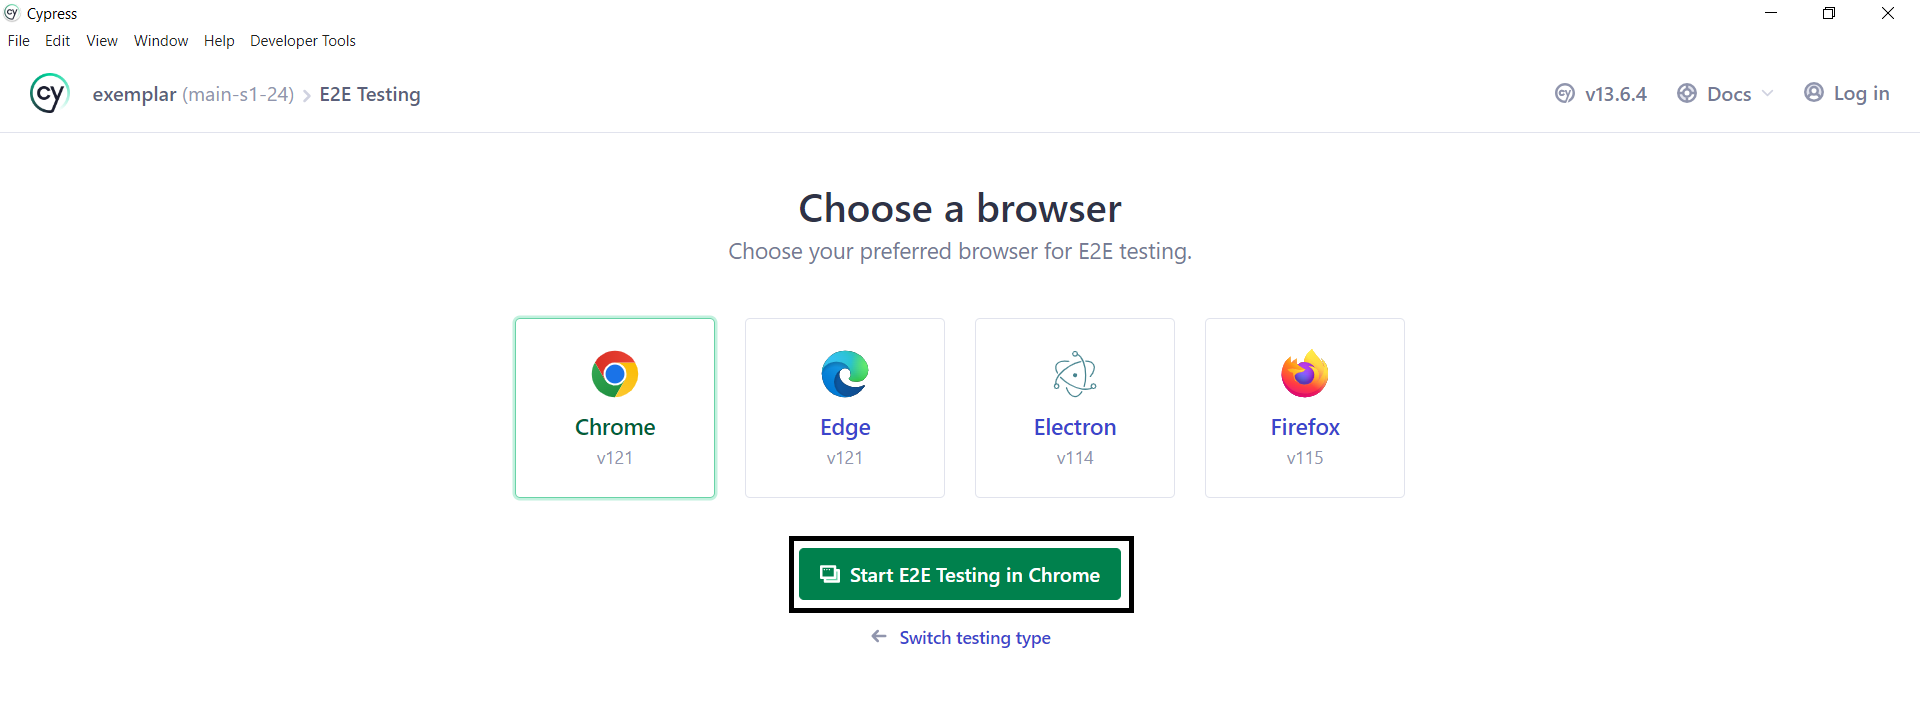 cy Cypress
File Edit View Window Help Developer Tools
cy exemplar (main-s1-24) > E2E Testing cy v13.6.4 Docs Log in
Choose a browser
Choose your preferred browser for E2E testing.
Chrome Edge Electron Firefox
v121 v121 v114 v115
Start E2E Testing in Chrome
← Switch testing type